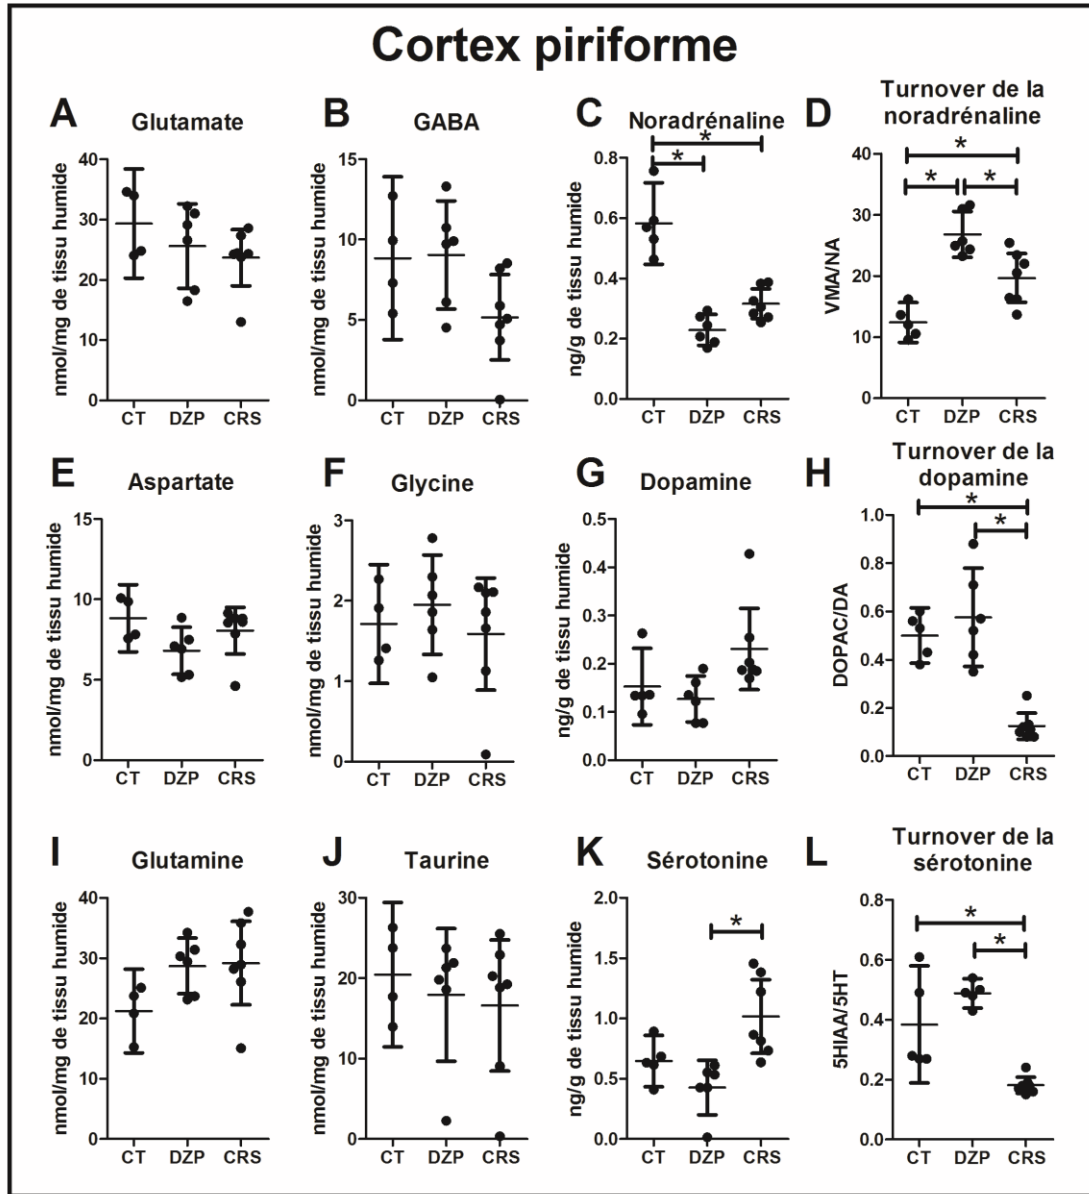 Cortex piriforme
A
Glutamate
nmol/mg de tissu humide
40
30
20
10
0
CT DZP CRS
B
GABA
nmol/mg de tissu humide
15
10
5
0
CT DZP CRS
C
Noradrénaline
ng/g de tissu humide
*
*
0.8
0.6
0.4
0.2
0.0
CT DZP CRS
D
Turnover de la
noradrénaline
VMA/NA
*
* *
40
30
20
10
0
CT DZP CRS
E
Aspartate
nmol/mg de tissu humide
15
10
5
0
CT DZP CRS
F
Glycine
nmol/mg de tissu humide
3
2
1
0
CT DZP CRS
G
Dopamine
ng/g de tissu humide
0.5
0.4
0.3
0.2
0.1
0.0
CT DZP CRS
H
Turnover de la
dopamine
DOPAC/DA
*
*
1.0
0.8
0.6
0.4
0.2
0.0
CT DZP CRS
I
Glutamine
nmol/mg de tissu humide
40
30
20
10
0
CT DZP CRS
J
Taurine
nmol/mg de tissu humide
30
20
10
0
CT DZP CRS
K
Sérotonine
ng/g de tissu humide
*
2.0
1.5
1.0
0.5
0.0
CT DZP CRS
L
Turnover de la
sérotonine
5HIAA/5HT
*
*
0.8
0.6
0.4
0.2
0.0
CT DZP CRS